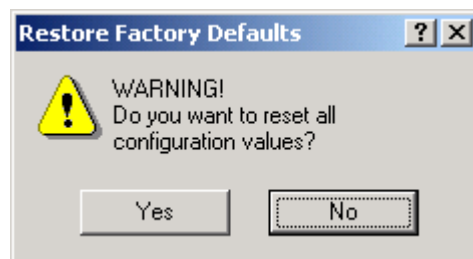 Restore Factory Defaults
WARNING!
Do you want to reset all
configuration values?
Yes
No